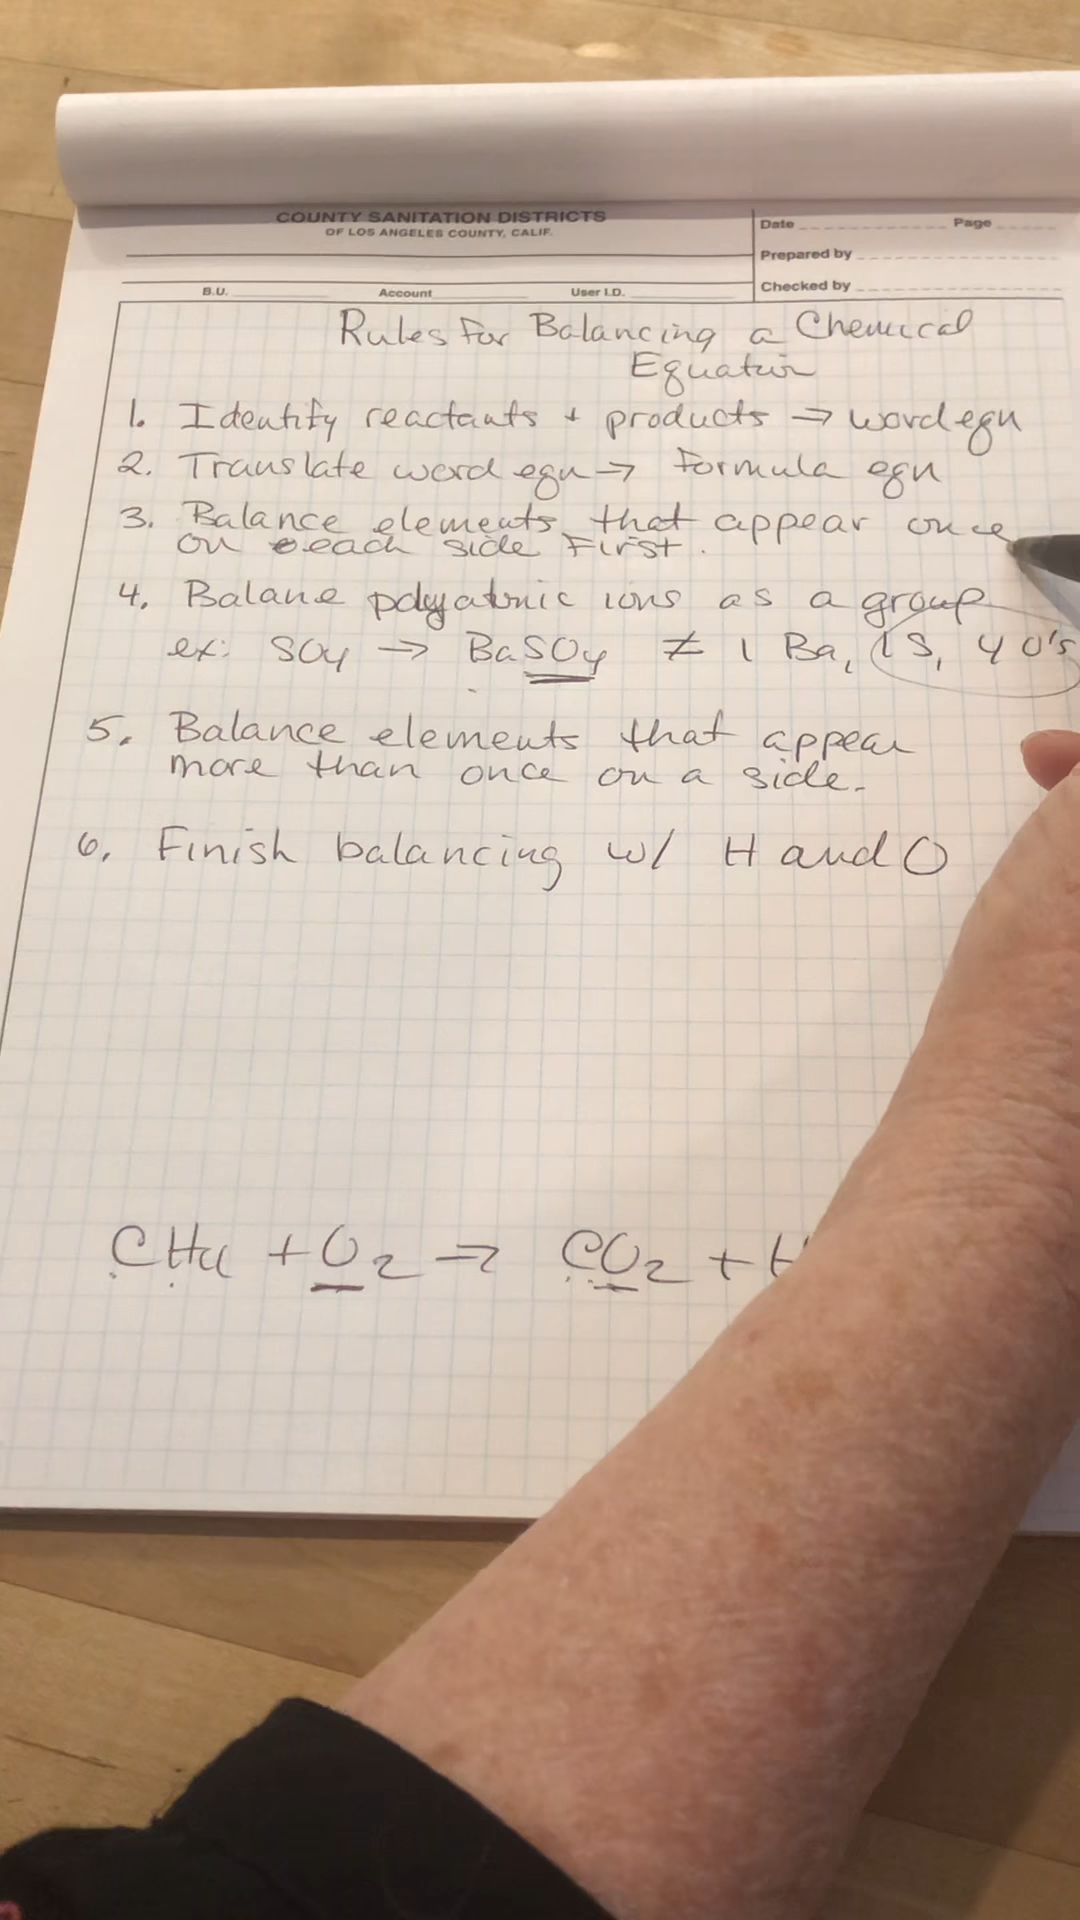 COUNTY SANITATION DISTRICTS
OF LOS ANGELES COUNTY, CALIF.
Date Page
Prepared by
Checked by
B.U. Account User I.D.
Rules For Balancing a Chemical
Equation
1. Identify reactants + products → word eqn
2. Translate word eqn → Formula eqn
3. Balance elements that appear once
on each side First.
4. Balane polyatomic ions as a group
ex: SO4 → BaSO4 ≠ 1 Ba, 1 S, 4 O's
5. Balance elements that appear
more than once on a side.
6. Finish balancing w/ H and O
CH4 + O2 → CO2 + H